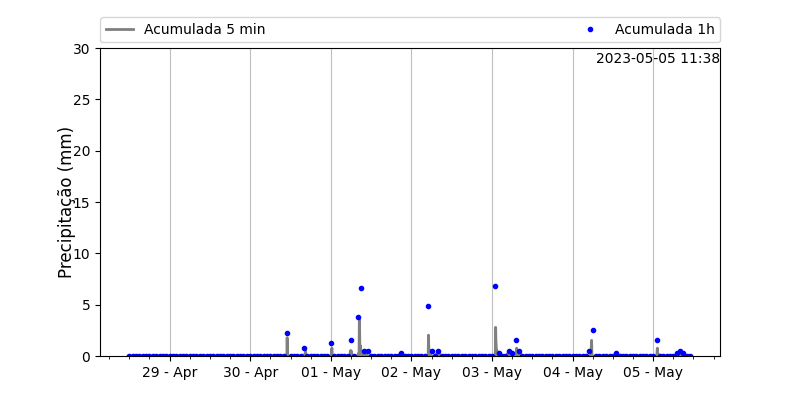 Acumulada 5 min
Acumulada 1h
2023-05-05 11:38
Precipitação (mm)
30
25
20
15
10
5
0
29 - Apr
30 - Apr
01 - May
02 - May
03 - May
04 - May
05 - May